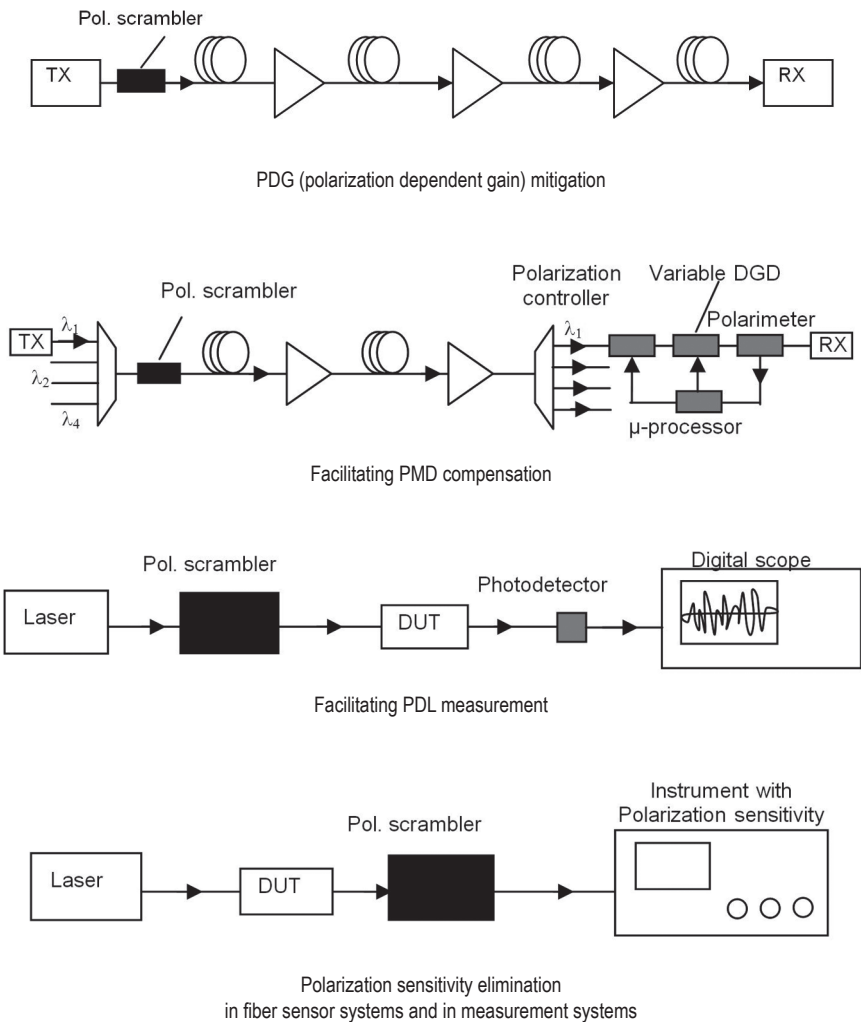 Pol. scrambler
TX
RX
PDG (polarization dependent gain) mitigation
Polarization
controller
Variable DGD
Pol. scrambler
Polarimeter
TX
λ1
λ2
λ4
λ1
RX
μ-processor
Facilitating PMD compensation
Pol. scrambler
Digital scope
Photodetector
Laser
DUT
Facilitating PDL measurement
Instrument with
Polarization sensitivity
Pol. scrambler
Laser
DUT
Polarization sensitivity elimination
in fiber sensor systems and in measurement systems